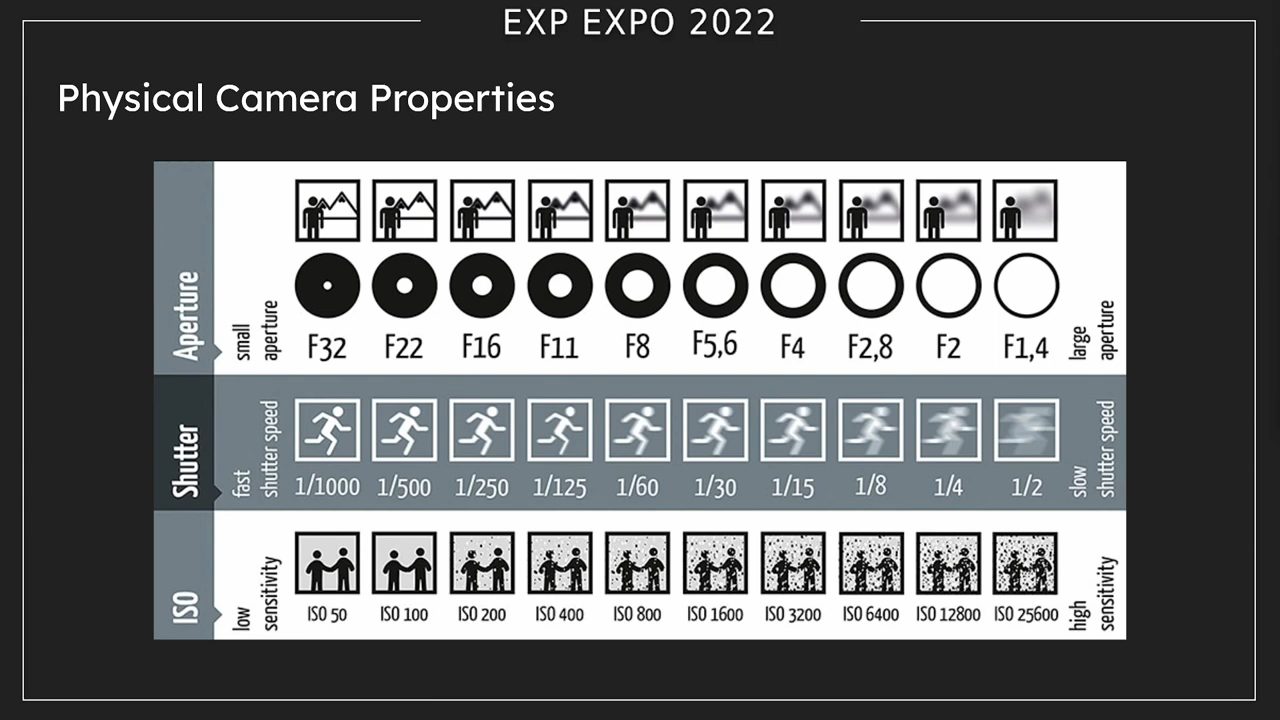 EXP EXPO 2022
Physical Camera Properties
Aperture
small
aperture
F32 F22 F16 F11 F8 F5,6 F4 F2,8 F2 F1,4
large
aperture
Shutter
fast
shutter speed
1/1000 1/500 1/250 1/125 1/60 1/30 1/15 1/8 1/4 1/2
slow
shutter speed
ISO
low
sensitivity
ISO 50 ISO 100 ISO 200 ISO 400 ISO 800 ISO 1600 ISO 3200 ISO 6400 ISO 12800 ISO 25600
high
sensitivity